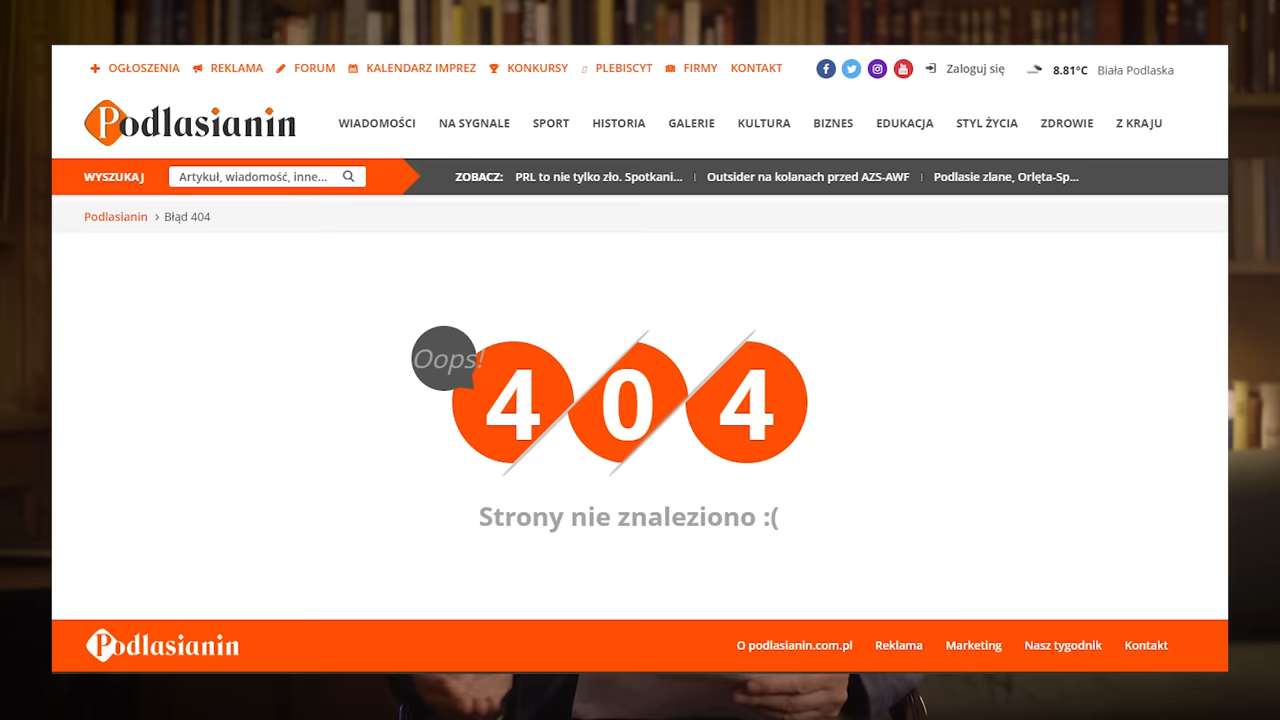 OGŁOSZENIA REKLAMA FORUM KALENDARZ IMPREZ KONKURSY PLEBISCYT FIRMY KONTAKT Zaloguj się 8.81°C Biała Podlaska
Podlasianin WIADOMOŚCI NA SYGNALE SPORT HISTORIA GALERIE KULTURA BIZNES EDUKACJA STYL ŻYCIA ZDROWIE Z KRAJU
WYSZUKAJ Artykuł, wiadomość, inne... ZOBACZ: PRL to nie tylko zło. Spotkani... Outsider na kolanach przed AZS-AWF Podlasie zlane, Orlęta-Sp...
Podlasianin > Błąd 404
Oops!
404
Strony nie znaleziono :(
Podlasianin O podlasianin.com.pl Reklama Marketing Nasz tygodnik Kontakt